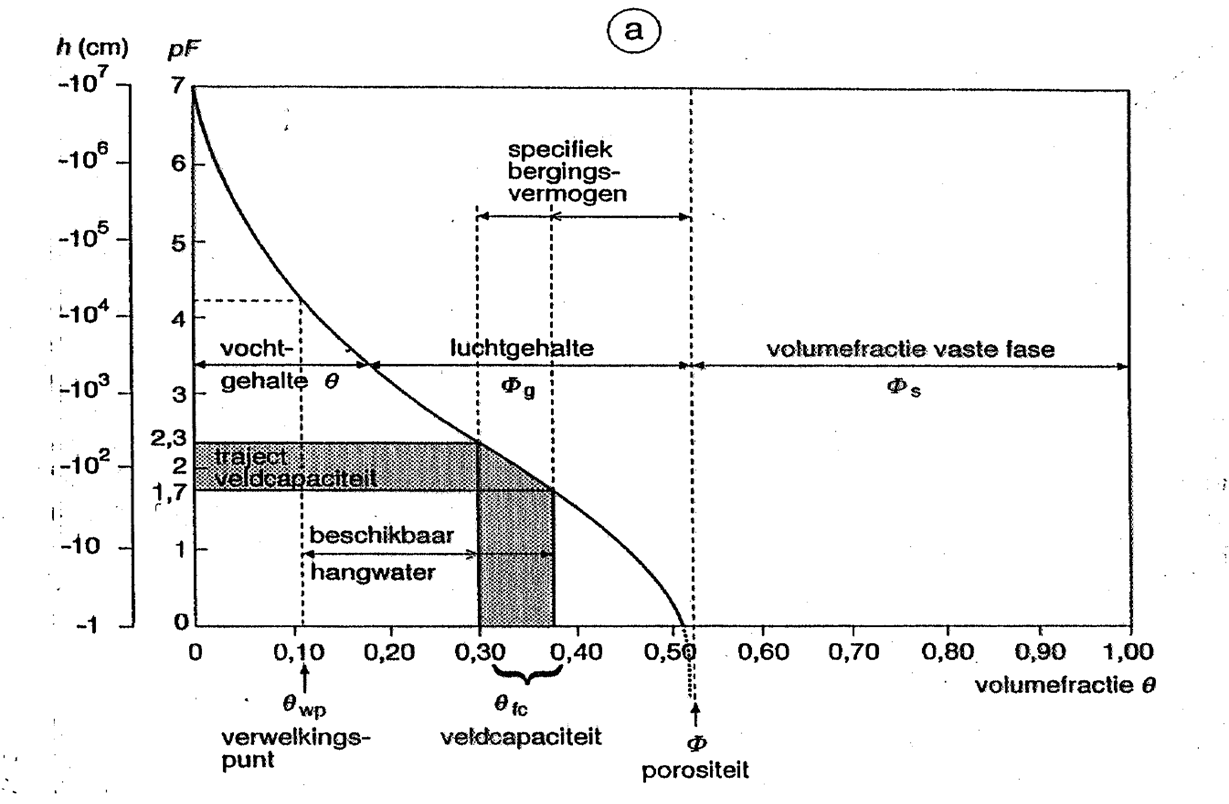 a
h (cm)
pF
-10⁷
-10⁶
-10⁵
-10⁴
-10³
-10²
-10
-1
7
6
5
4
3
2,3
2
1,7
1
0
specifiek
bergings-
vermogen
vocht-
gehalte θ
luchtgehalte
Φg
volumefractie vaste fase
Φs
traject
veldcapaciteit
beschikbaar
hangwater
0 0,10 0,20 0,30 0,40 0,50 0,60 0,70 0,80 0,90 1,00
volumefractie θ
θwp
verwelkings-
punt
θfc
veldcapaciteit
Φ
porositeit